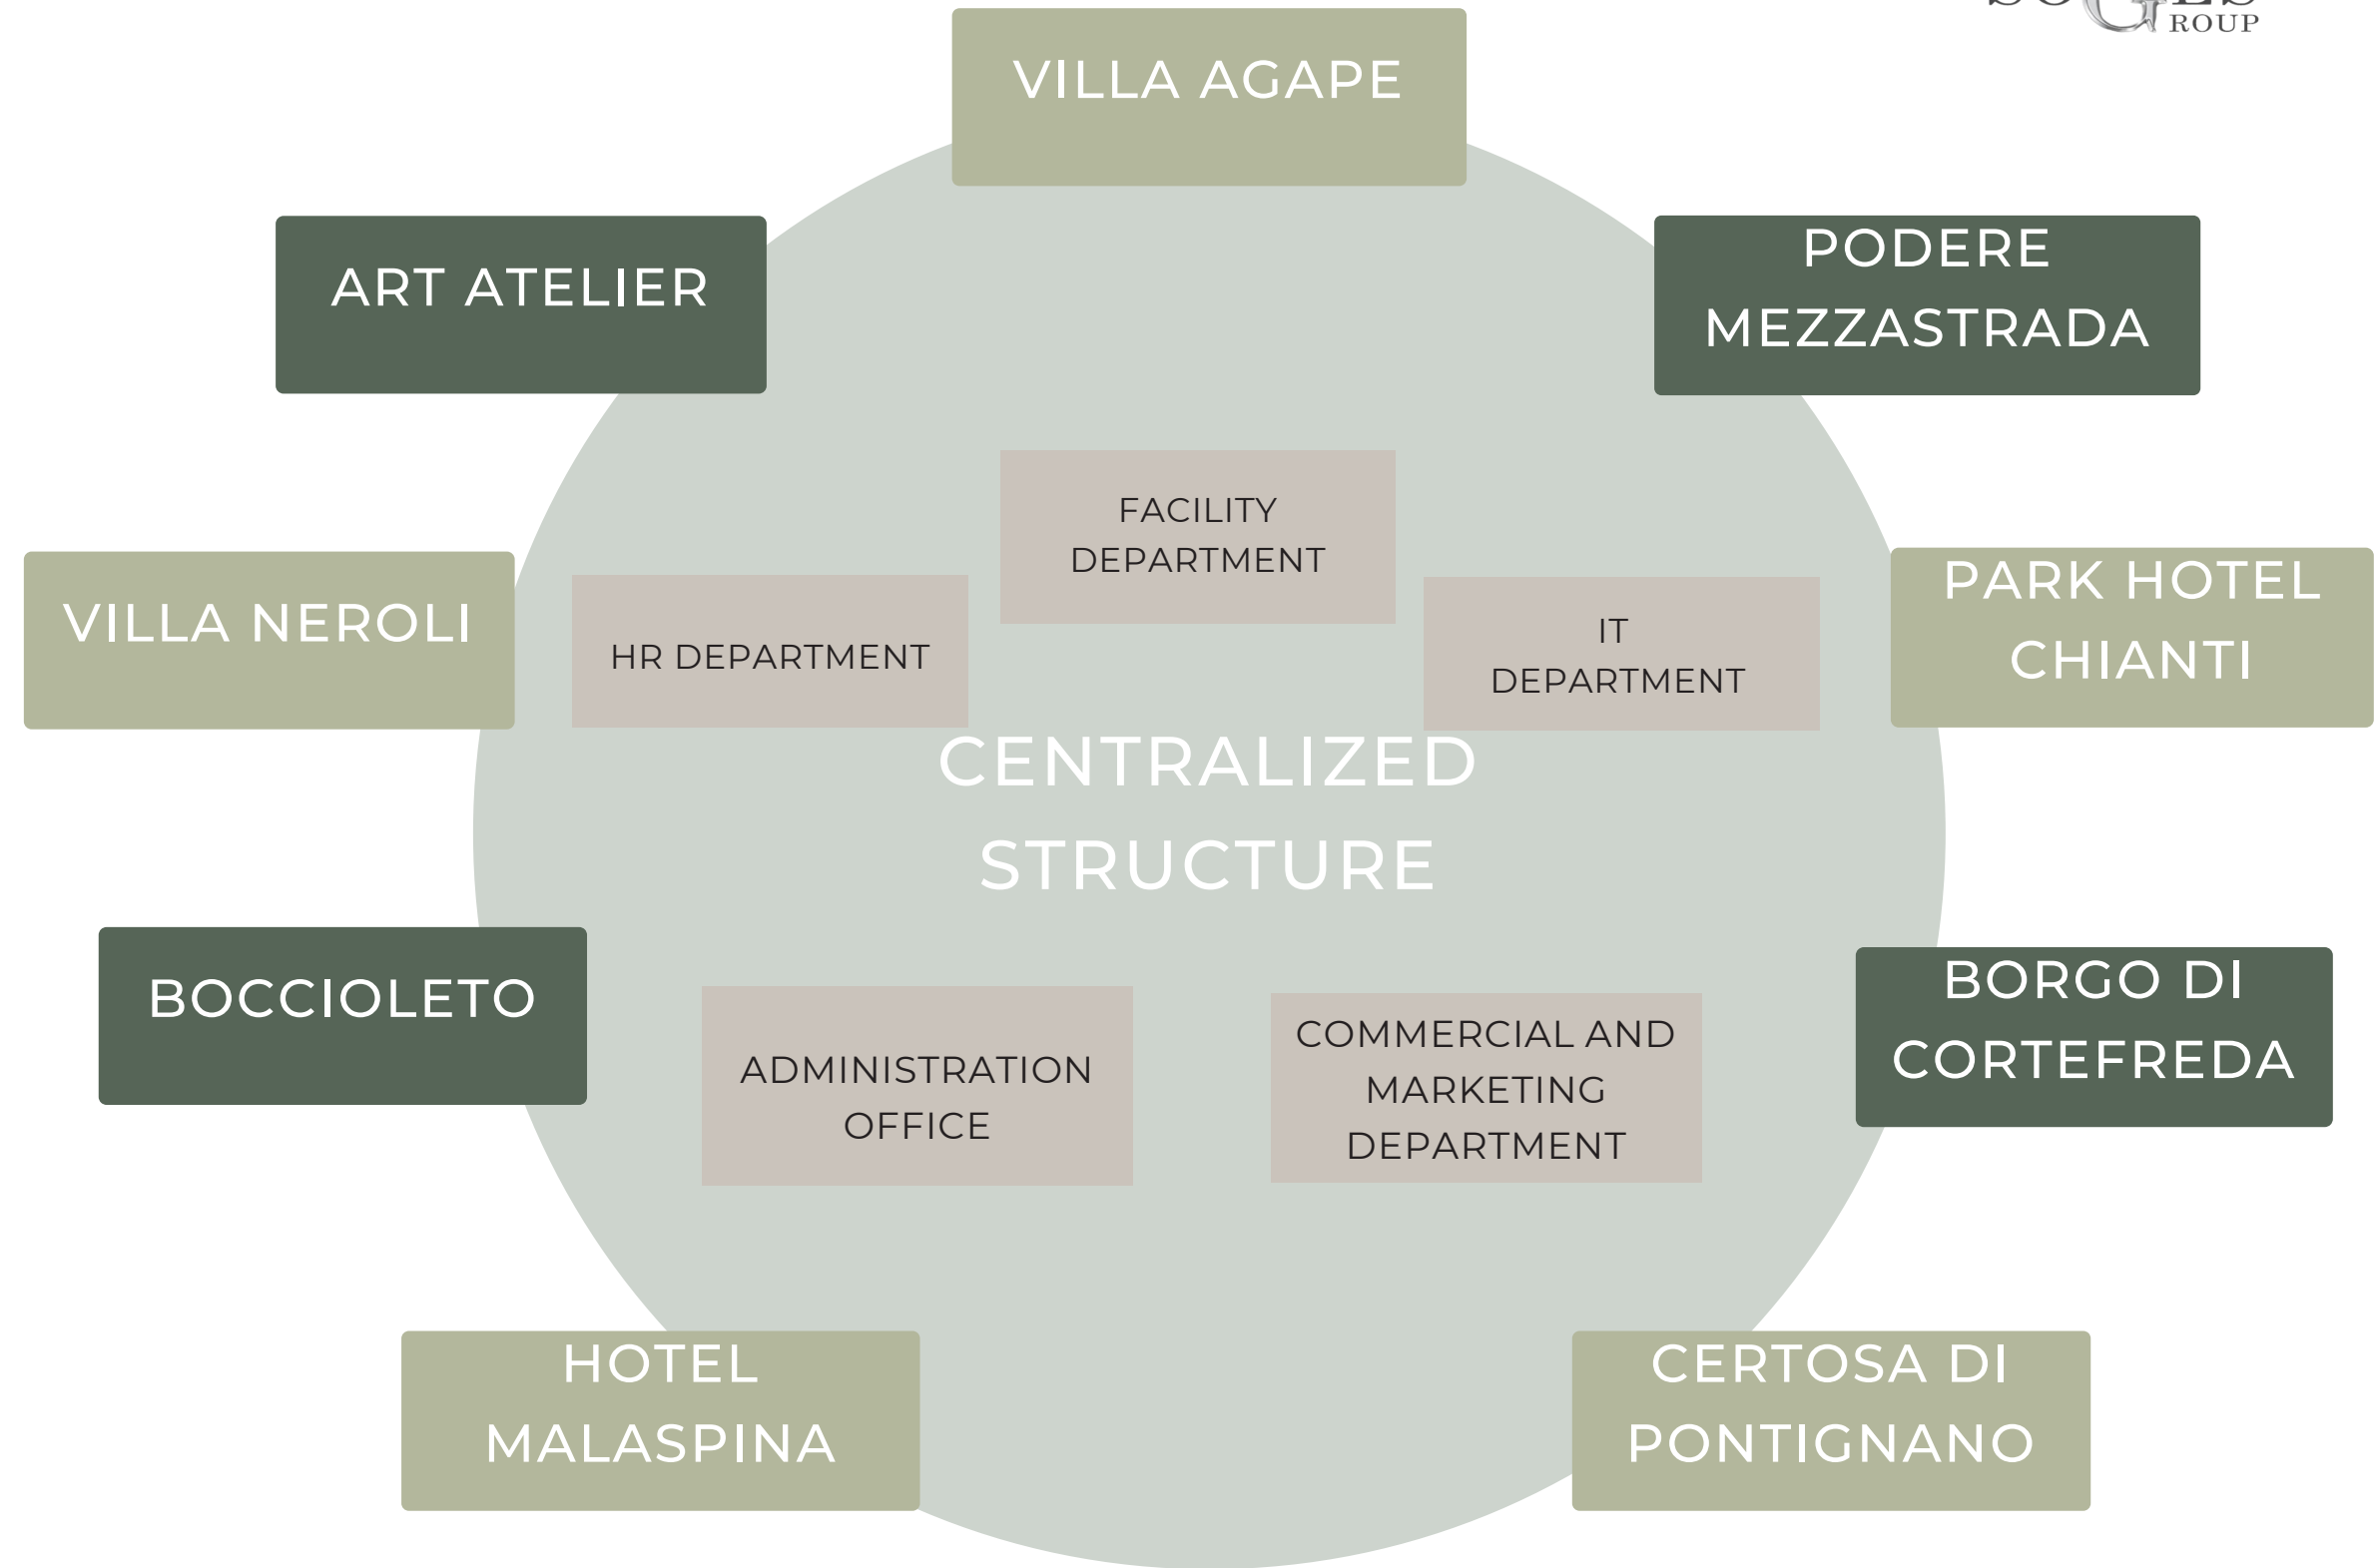 ROUP
VILLA AGAPE
ART ATELIER
PODERE
MEZZASTRADA
FACILITY
DEPARTMENT
VILLA NEROLI
HR DEPARTMENT
IT
DEPARTMENT
PARK HOTEL
CHIANTI
CENTRALIZED
STRUCTURE
BOCCIOLETO
ADMINISTRATION
OFFICE
COMMERCIAL AND
MARKETING
DEPARTMENT
BORGO DI
CORTEFREDA
HOTEL
MALASPINA
CERTOSA DI
PONTIGNANO